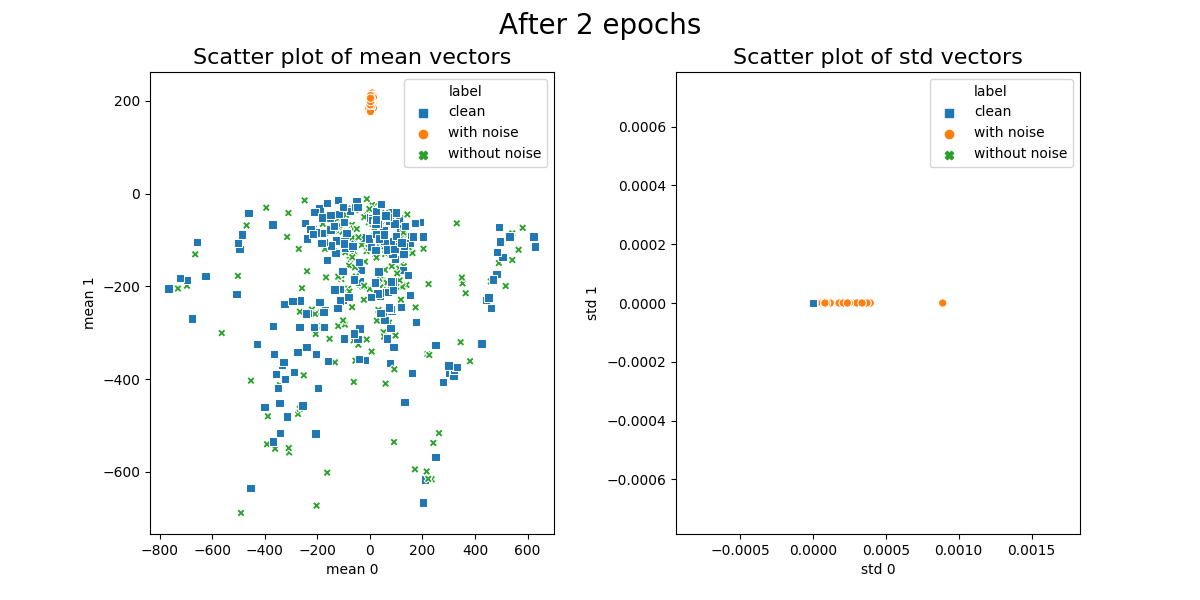 After 2 epochs
Scatter plot of mean vectors
label
clean
with noise
without noise
200
0
−200
−400
−600
−800
−600
−400
−200
0
200
400
600
mean 0
mean 1
Scatter plot of std vectors
label
clean
with noise
without noise
0.0006
0.0004
0.0002
0.0000
−0.0002
−0.0004
−0.0006
−0.0005
0.0000
0.0005
0.0010
0.0015
std 0
std 1